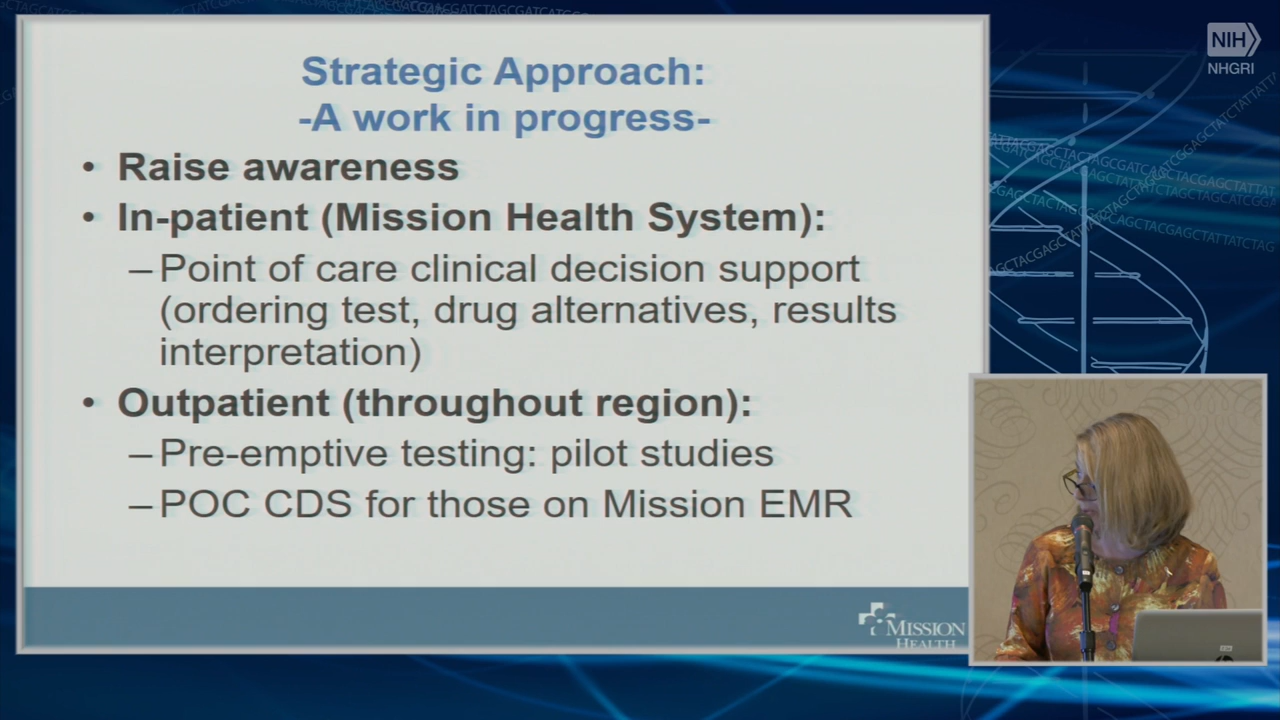 Strategic Approach:
-A work in progress-
• Raise awareness
• In-patient (Mission Health System):
– Point of care clinical decision support
(ordering test, drug alternatives, results
interpretation)
• Outpatient (throughout region):
– Pre-emptive testing: pilot studies
– POC CDS for those on Mission EMR
MISSION
HEALTH
NIH
NHGRI